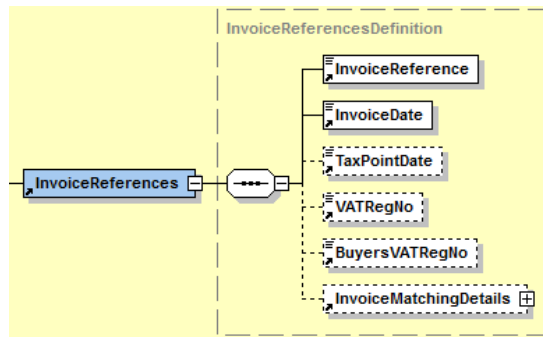 InvoiceReferencesDefinition
InvoiceReference
InvoiceDate
TaxPointDate
InvoiceReferences
VATRegNo
BuyersVATRegNo
InvoiceMatchingDetails